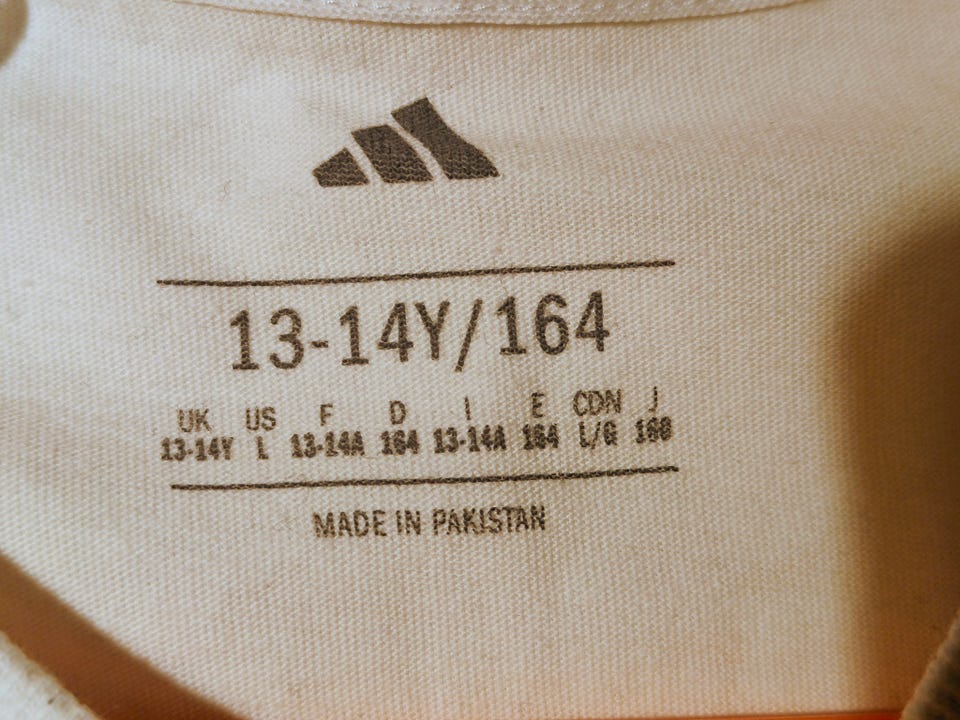 13-14Y/164
UK US F D I E CDN J
13-14Y L 13-14A 164 13-14A 164 L/G 160
MADE IN PAKISTAN